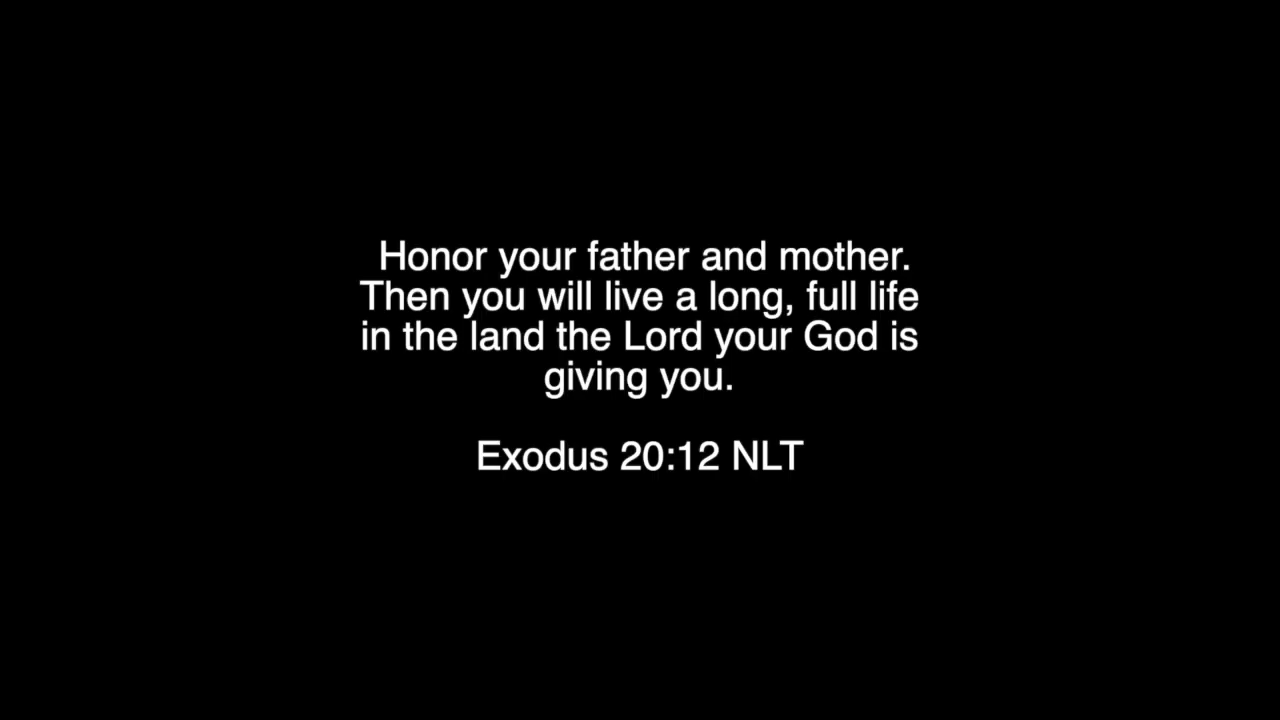 Honor your father and mother.
Then you will live a long, full life
in the land the Lord your God is
giving you.
Exodus 20:12 NLT